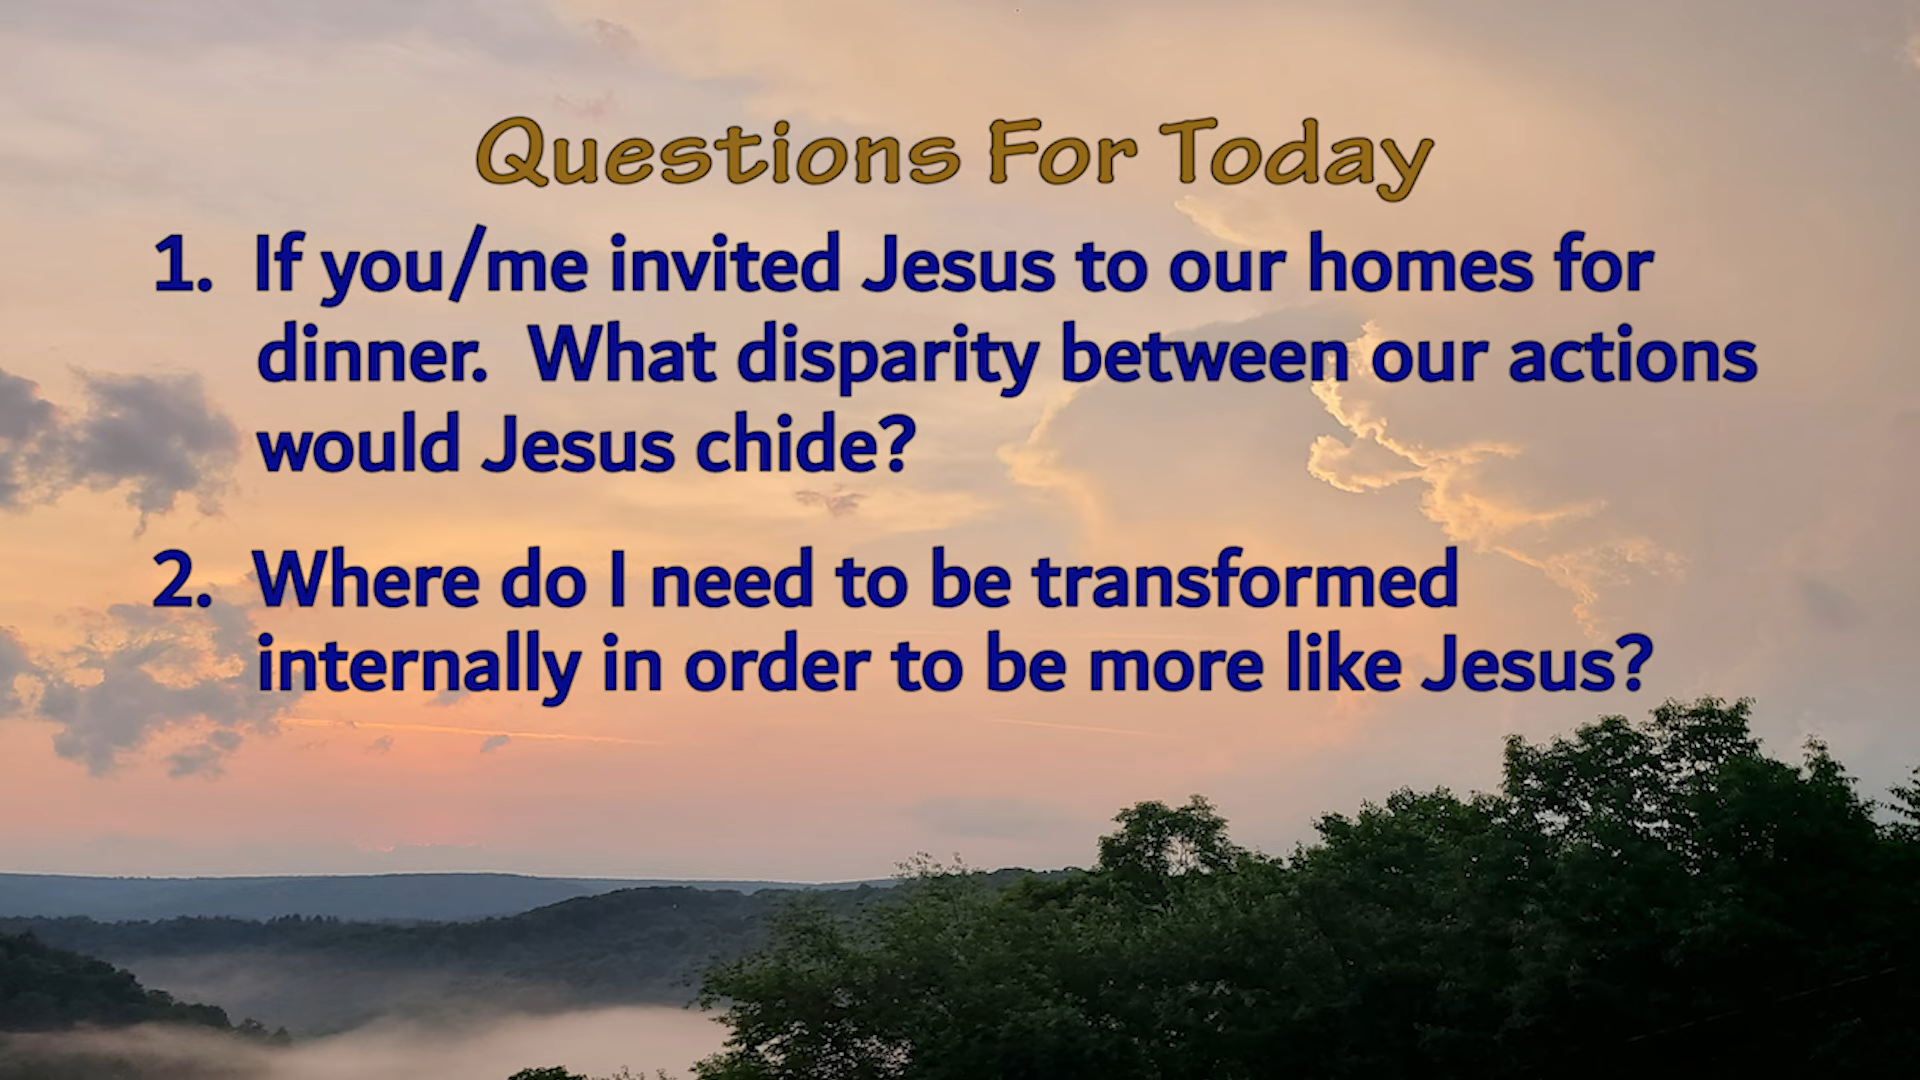 Questions For Today
1. If you/me invited Jesus to our homes for
dinner. What disparity between our actions
would Jesus chide?
2. Where do I need to be transformed
internally in order to be more like Jesus?